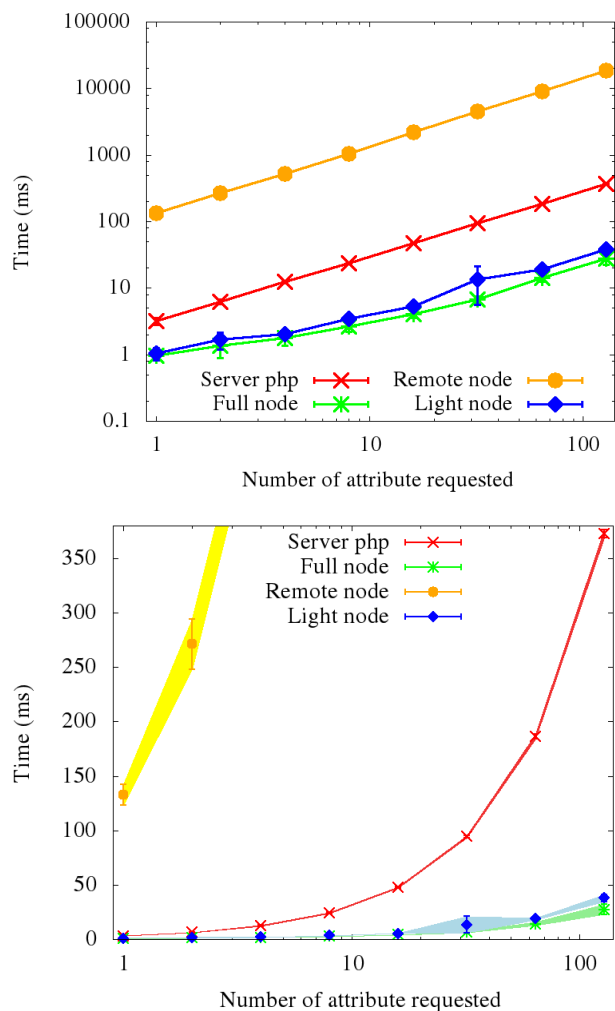 100000
10000
1000
100
10
1
0.1
Time (ms)
Server php
Full node
Remote node
Light node
1
10
100
Number of attribute requested
350
300
250
200
150
100
50
0
Time (ms)
Server php
Full node
Remote node
Light node
1
10
100
Number of attribute requested